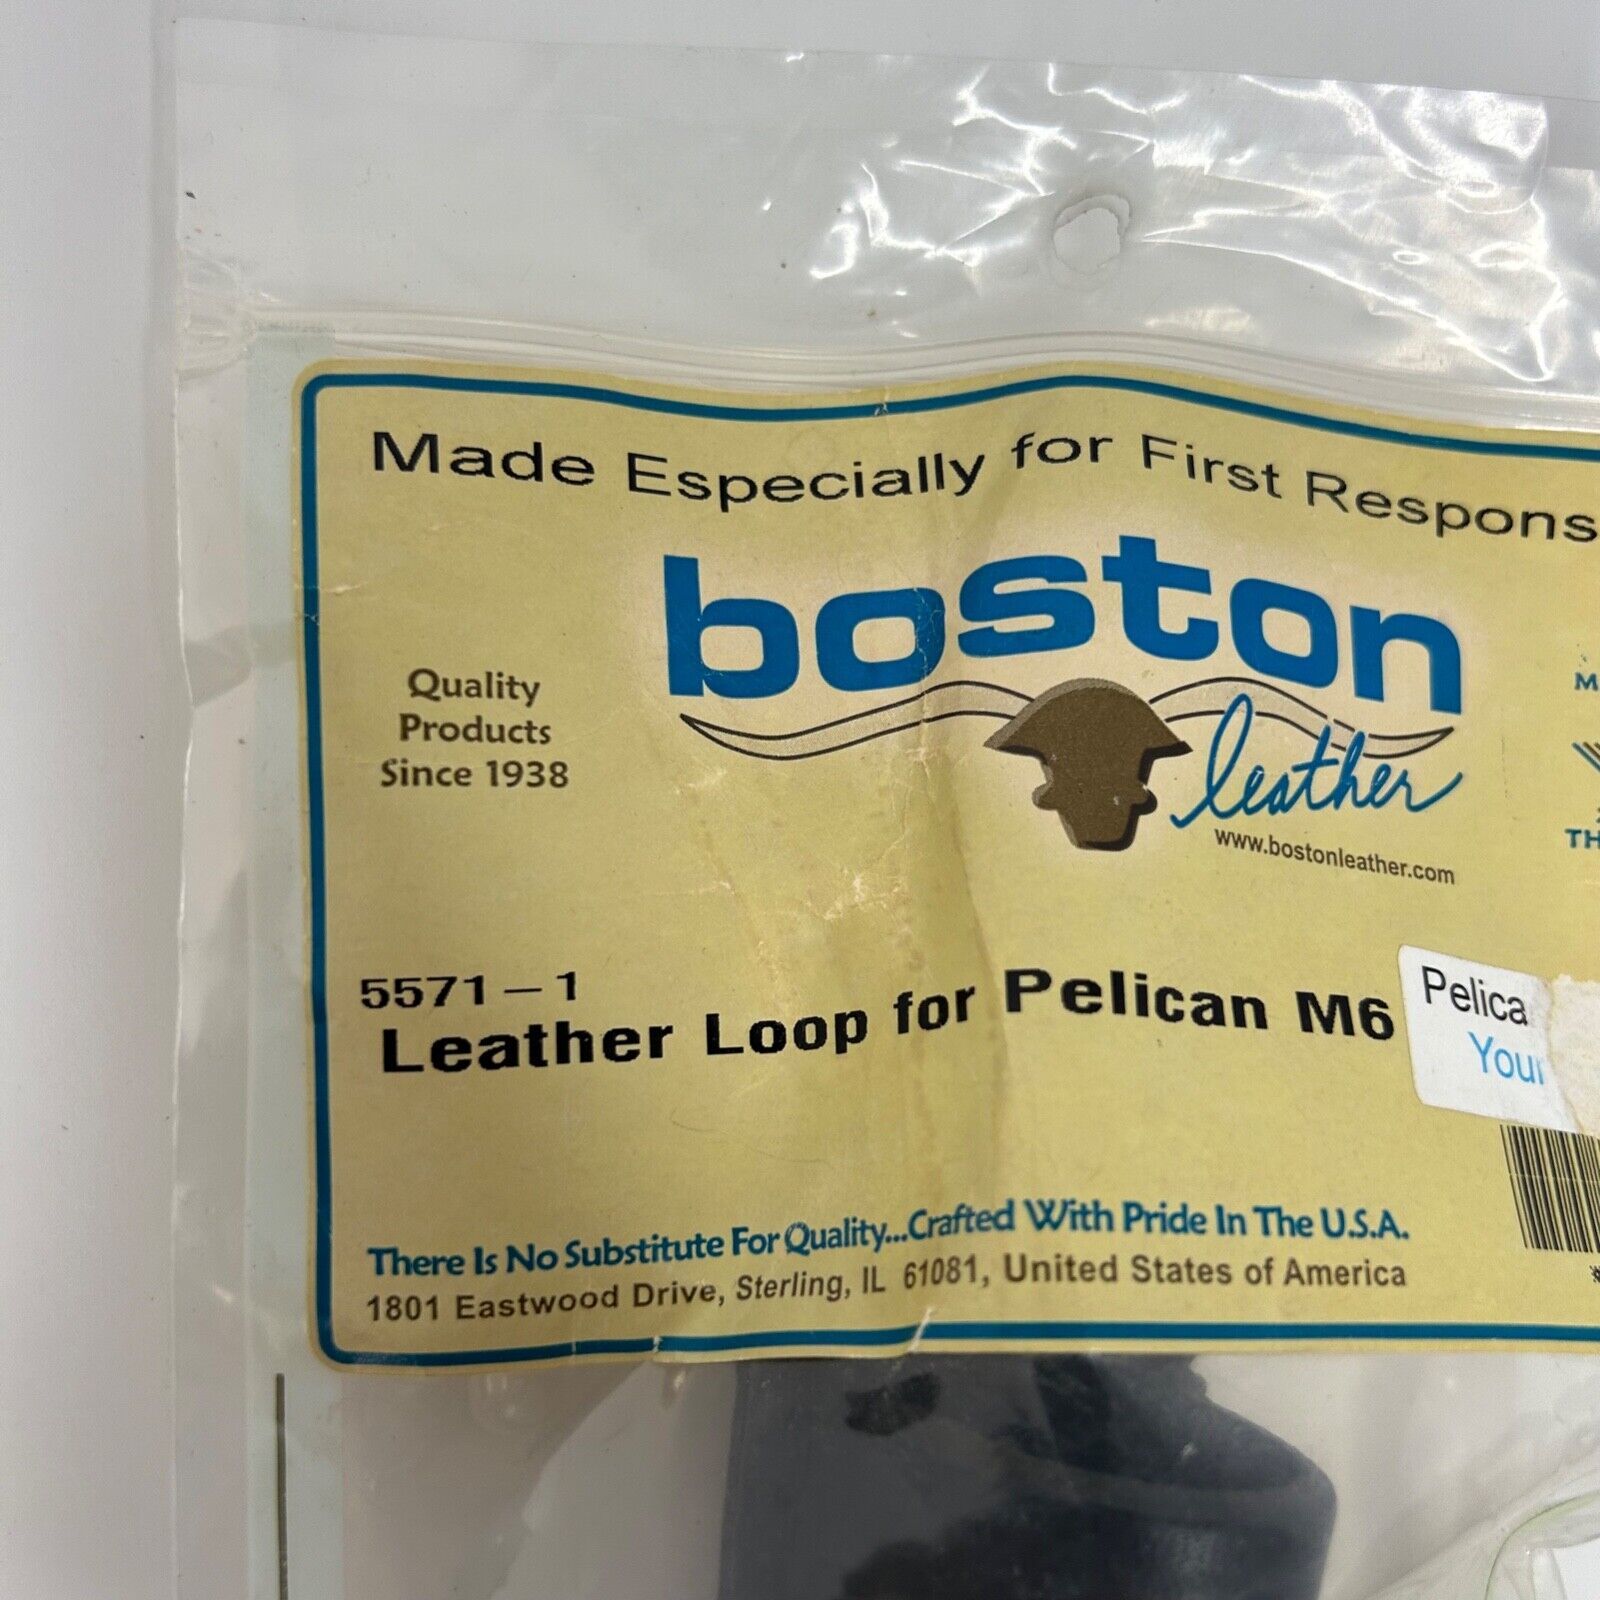 Made Especially for First Respons
boston
leather
www.bostonleather.com
Quality
Products
Since 1938
M
TH
5571-1
Leather Loop for Pelican M6
Pelica
Your
There Is No Substitute For Quality...Crafted With Pride In The U.S.A.
1801 Eastwood Drive, Sterling, IL 61081, United States of America